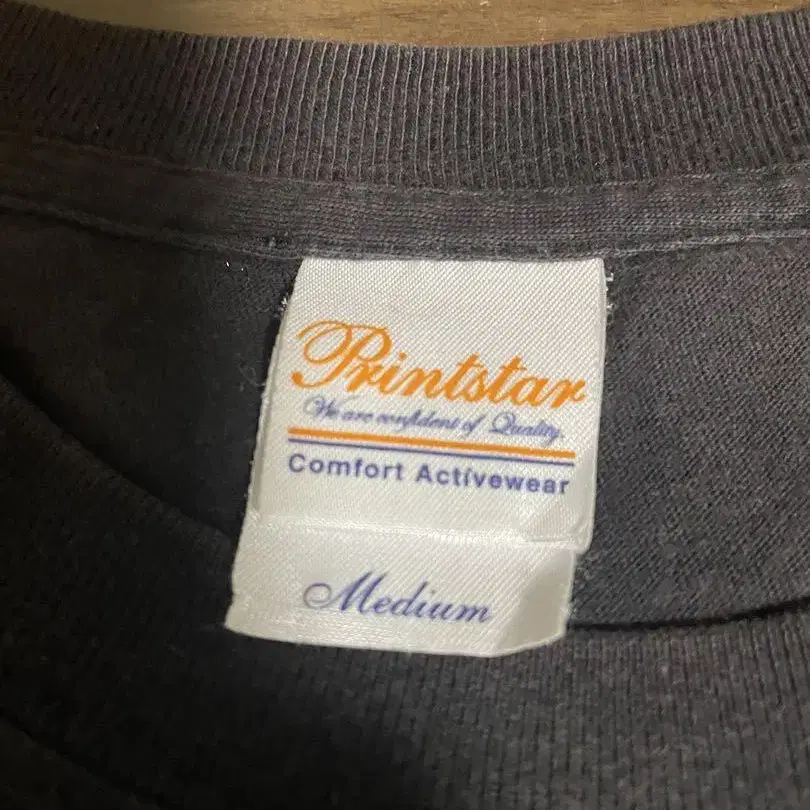 Printstar
We are confident of Quality.
Comfort Activewear
Medium